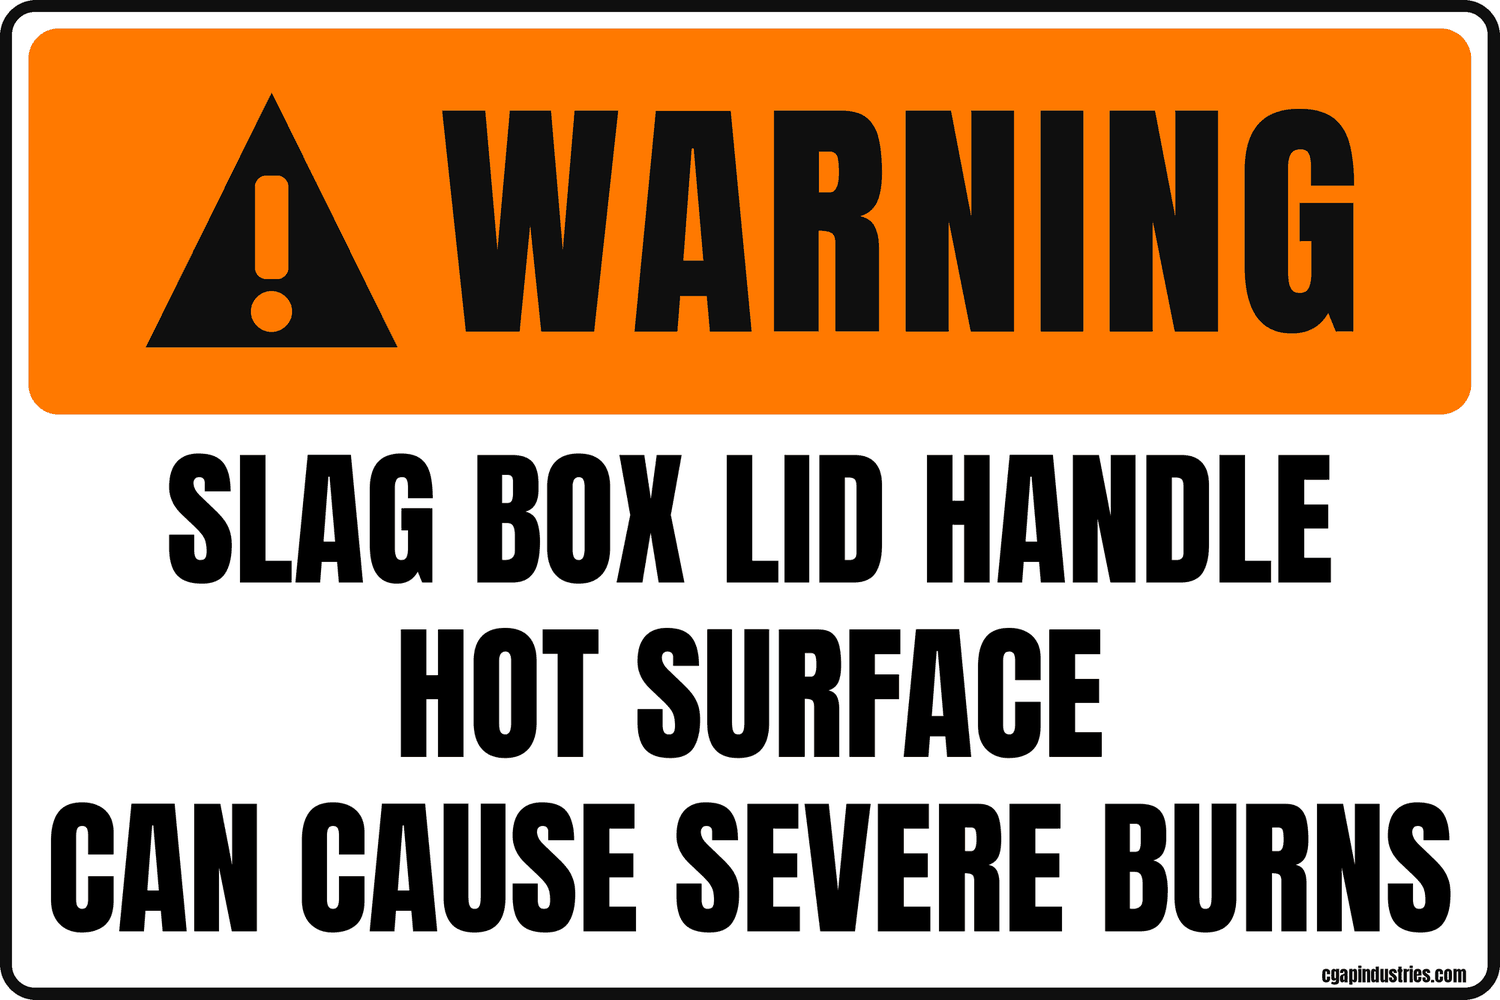 WARNING
SLAG BOX LID HANDLE
HOT SURFACE
CAN CAUSE SEVERE BURNS
cgapindustries.com